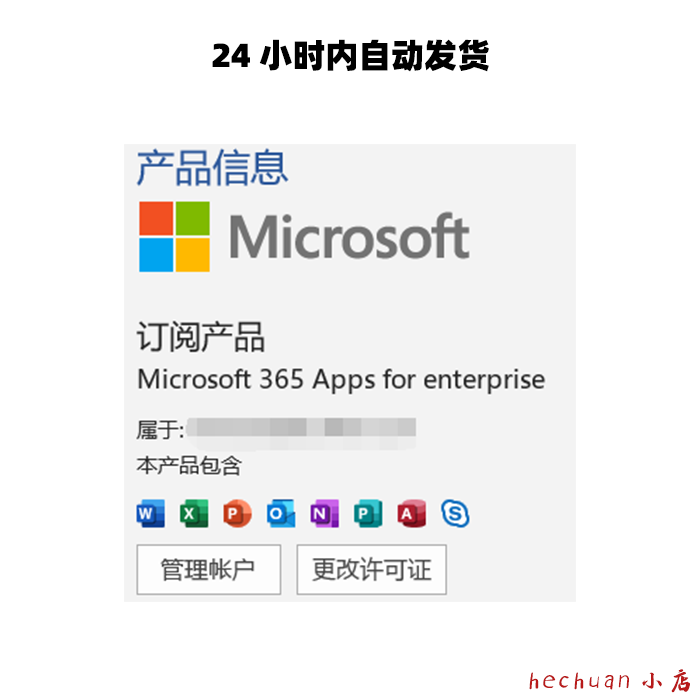 24 小时内自动发货
产品信息
Microsoft
订阅产品
Microsoft 365 Apps for enterprise
属于:
本产品包含
W X P O N P A S
管理帐户 更改许可证
hechuan 小店